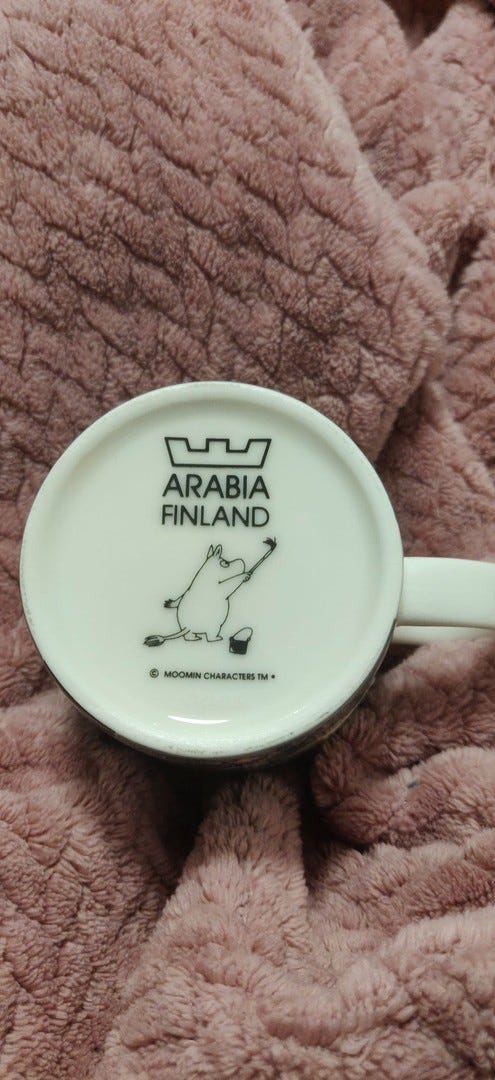 ARABIA
FINLAND
© MOOMIN CHARACTERS TM •